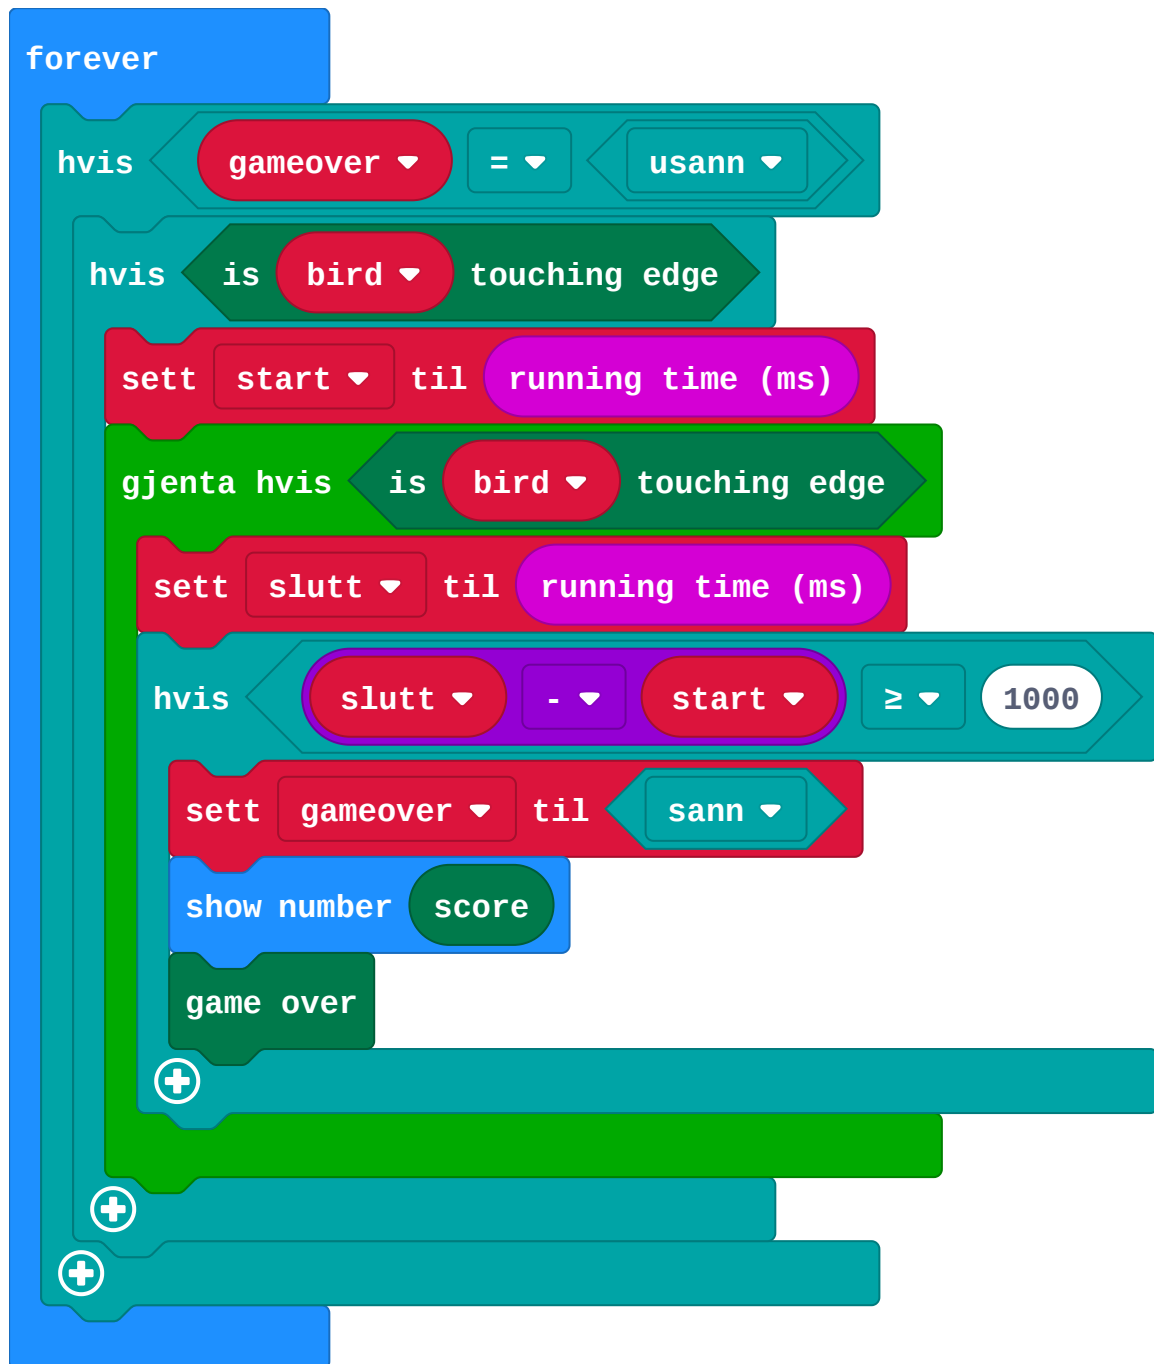 forever
hvis gameover = usann
hvis is bird touching edge
sett start til running time (ms)
gjenta hvis is bird touching edge
sett slutt til running time (ms)
hvis slutt - start ≥ 1000
sett gameover til sann
show number score
game over